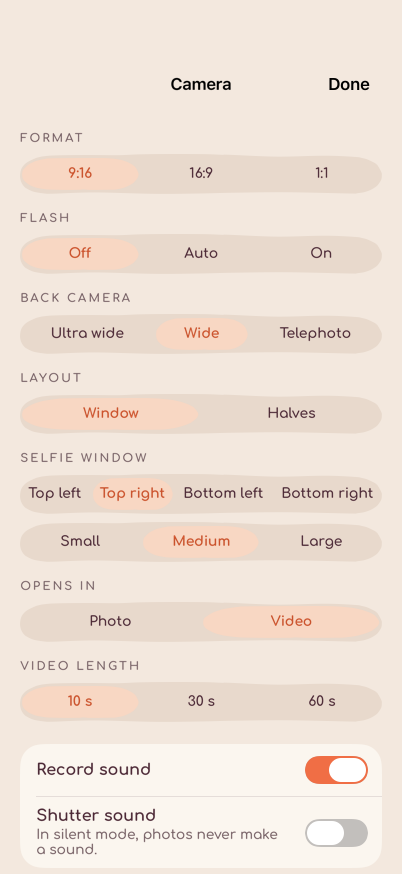 Camera Done
FORMAT
9:16 16:9 1:1
FLASH
Off Auto On
BACK CAMERA
Ultra wide Wide Telephoto
LAYOUT
Window Halves
SELFIE WINDOW
Top left Top right Bottom left Bottom right
Small Medium Large
OPENS IN
Photo Video
VIDEO LENGTH
10 s 30 s 60 s
Record sound
Shutter sound
In silent mode, photos never make
a sound.